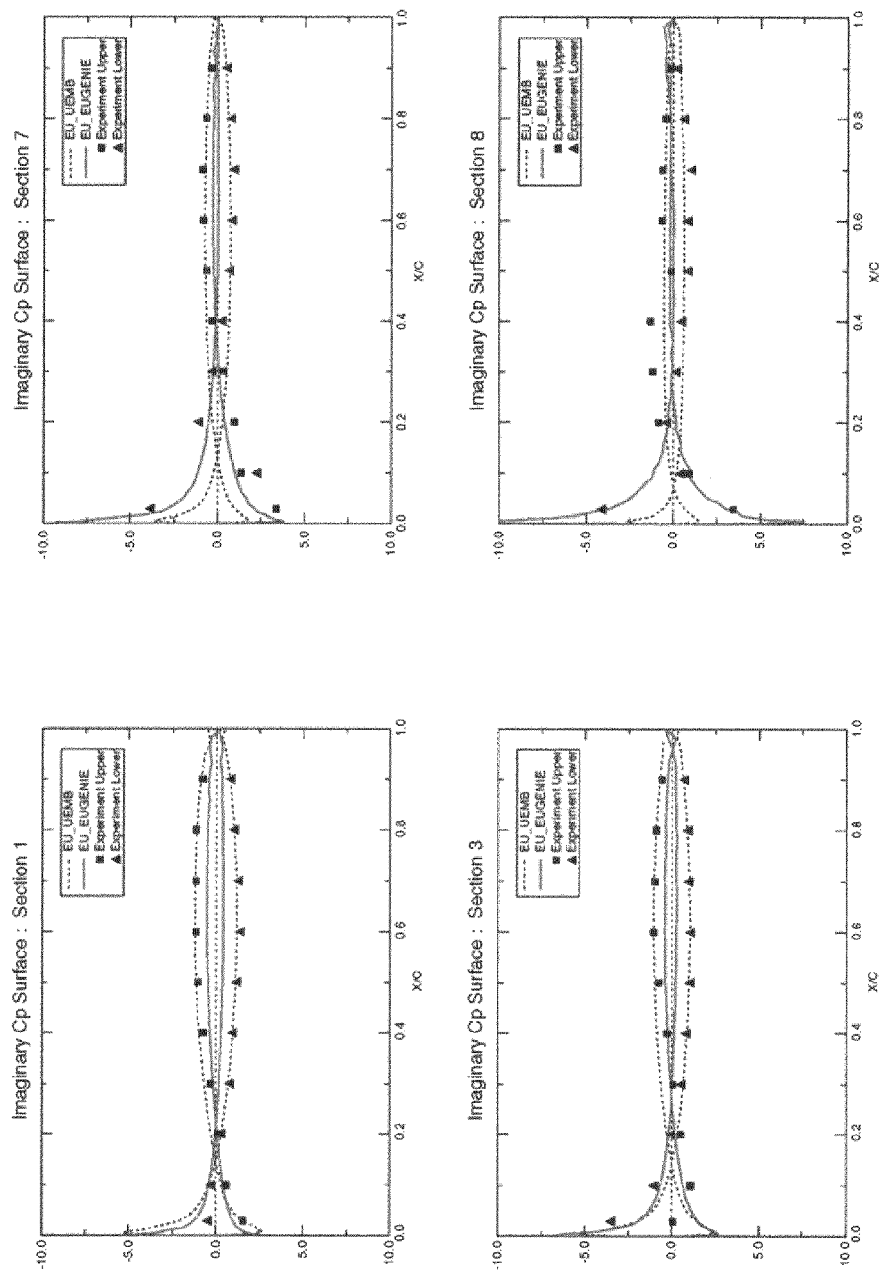 Imaginary Cp Surface : Section 1
EU_UEMB
EU_EUGENIE
Experiment Upper
Experiment Lower
-10.0
-5.0
0.0
5.0
10.0
0.0
0.2
0.4
0.6
0.8
1.0
X/C
Imaginary Cp Surface : Section 7
EU_UEMB
EU_EUGENIE
Experiment Upper
Experiment Lower
-10.0
-5.0
0.0
5.0
10.0
0.0
0.2
0.4
0.6
0.8
1.0
X/C
Imaginary Cp Surface : Section 3
EU_UEMB
EU_EUGENIE
Experiment Upper
Experiment Lower
-10.0
-5.0
0.0
5.0
10.0
0.0
0.2
0.4
0.6
0.8
1.0
X/C
Imaginary Cp Surface : Section 8
EU_UEMB
EU_EUGENIE
Experiment Upper
Experiment Lower
-10.0
-5.0
0.0
5.0
10.0
0.0
0.2
0.4
0.6
0.8
1.0
X/C